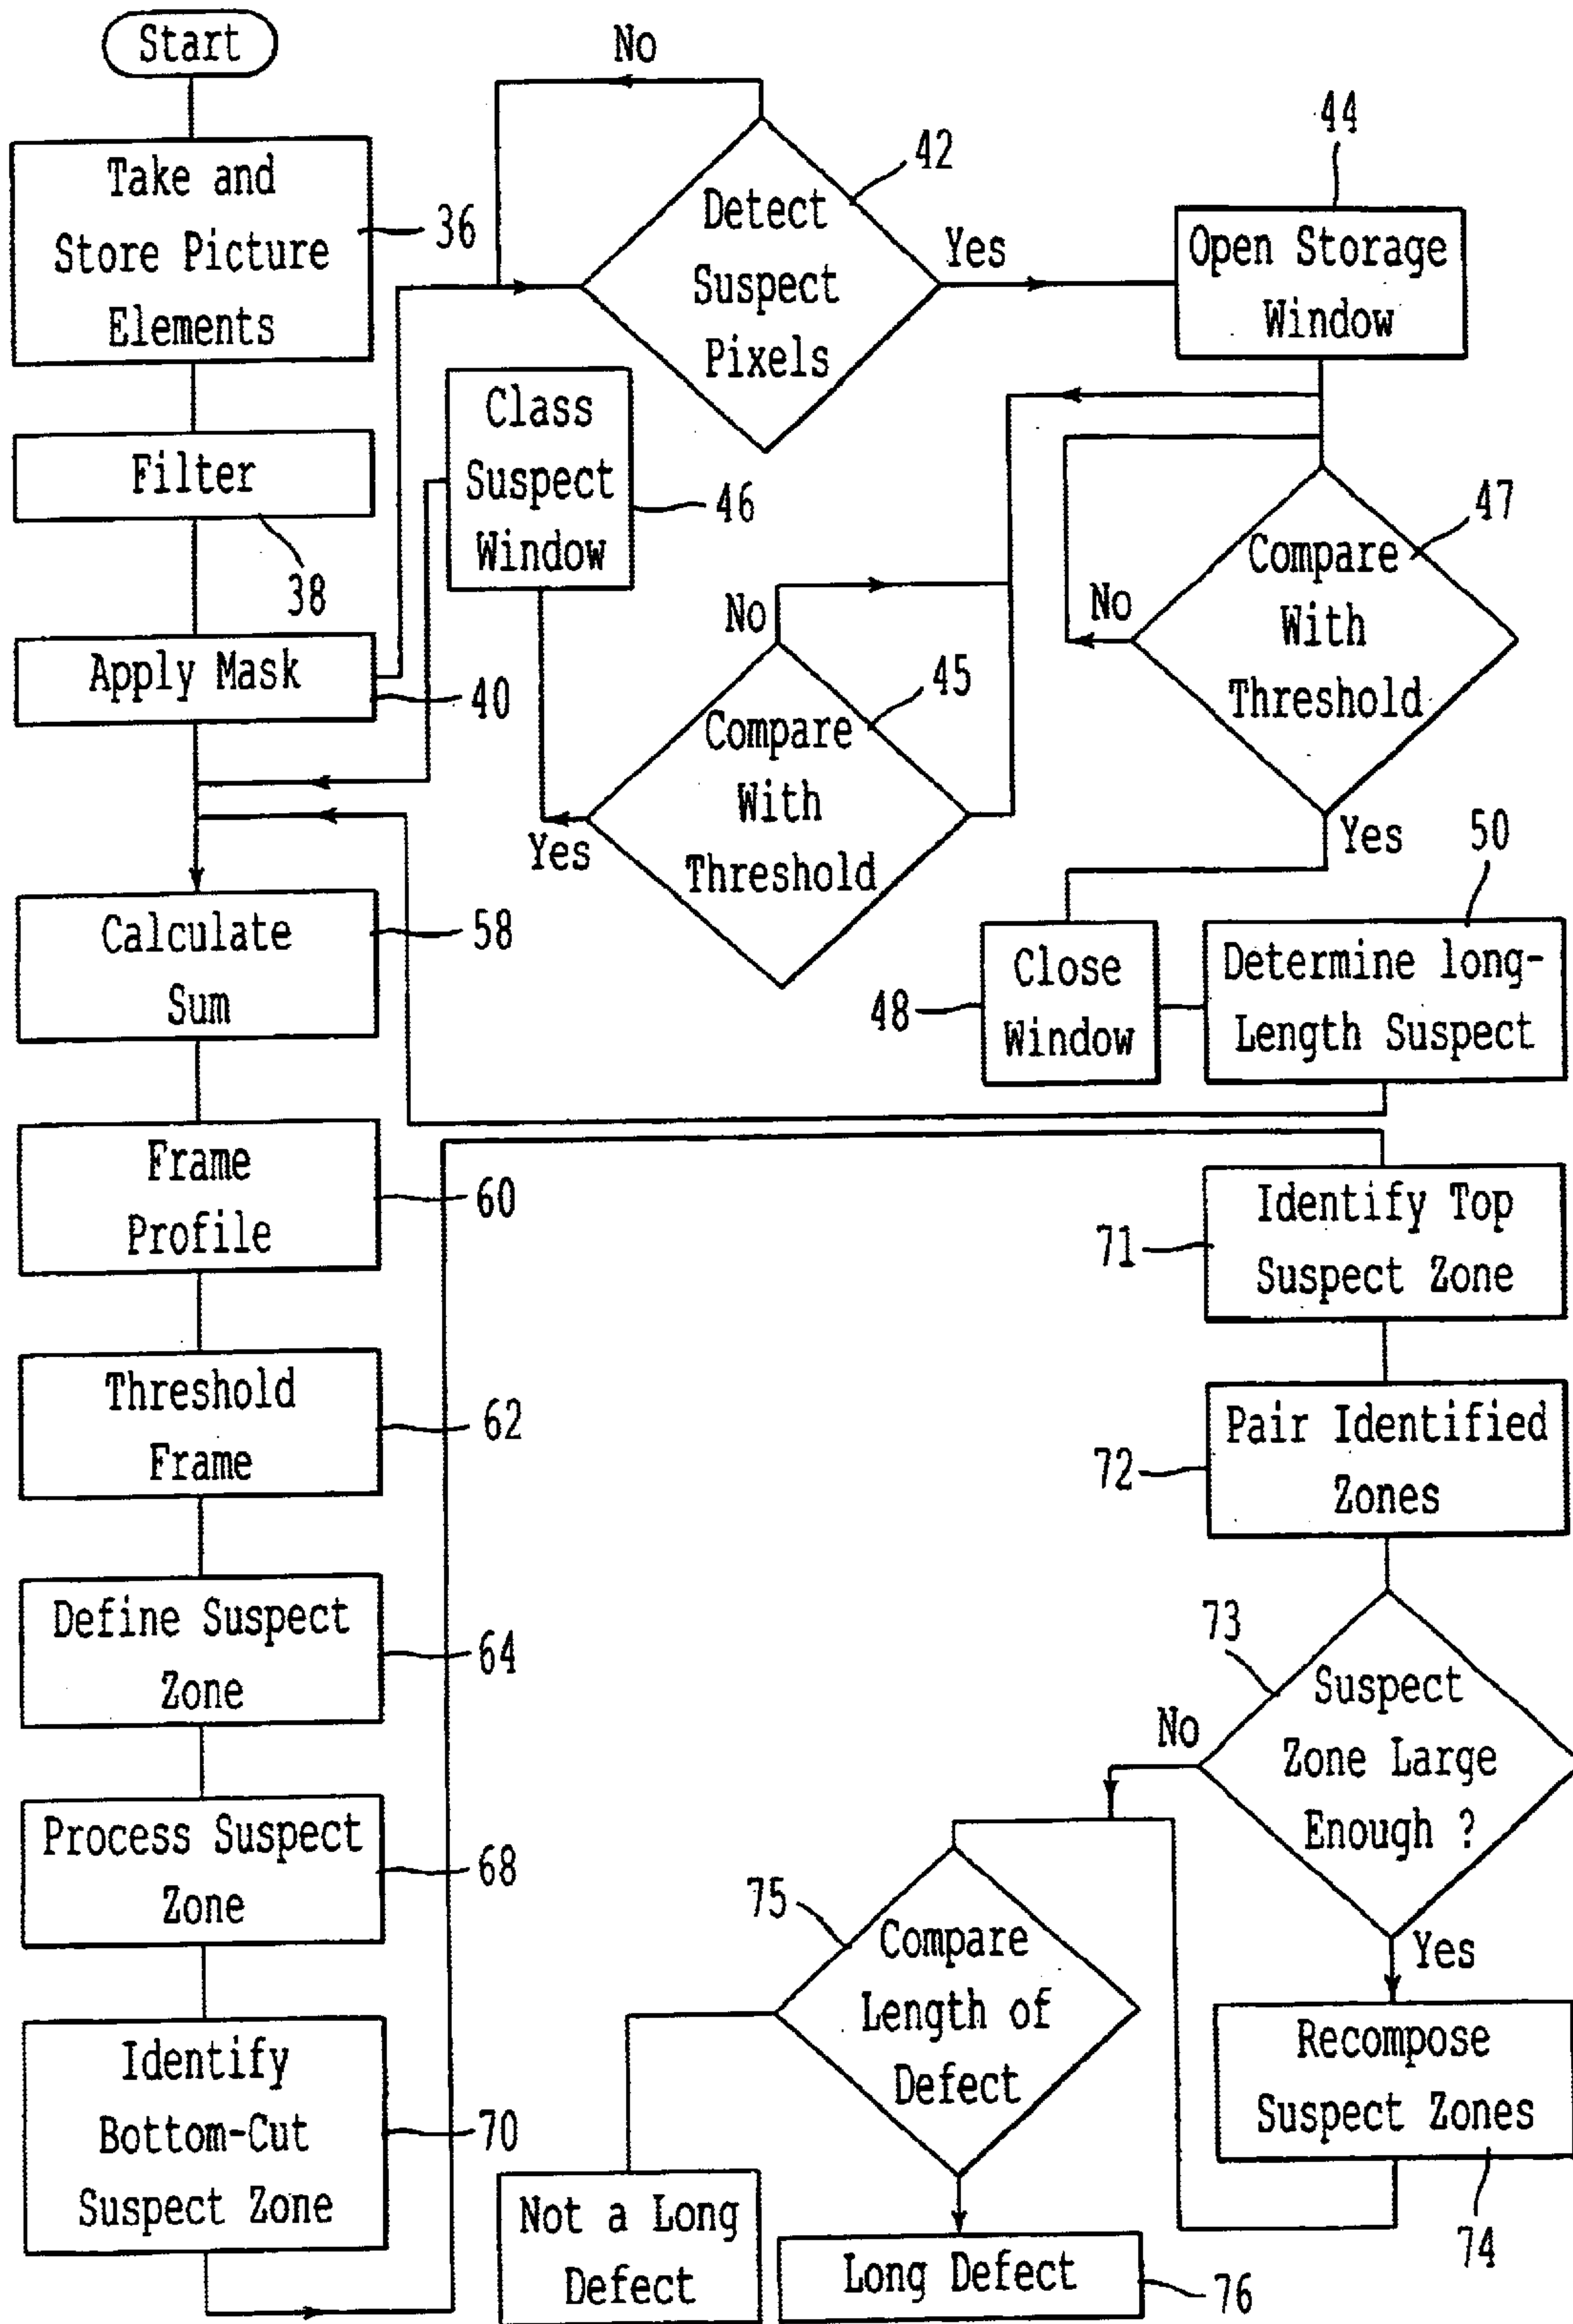 Start
Take and
Store Picture
Elements
36
Filter
38
Apply Mask
40
No
Detect
Suspect
Pixels
42
Yes
44
Open Storage
Window
Class
Suspect
Window
46
47
Compare
With
Threshold
No
Yes
No
45
Compare
With
Threshold
Yes
48
Close
Window
50
Determine long-
Length Suspect
Calculate
Sum
58
Frame
Profile
60
Threshold
Frame
62
Define Suspect
Zone
64
Process Suspect
Zone
68
Identify
Bottom-Cut
Suspect Zone
70
71
Identify Top
Suspect Zone
72
Pair Identified
Zones
73
Suspect
Zone Large
Enough ?
No
Yes
Recompose
Suspect Zones
74
75
Compare
Length of
Defect
Not a Long
Defect
Long Defect
76